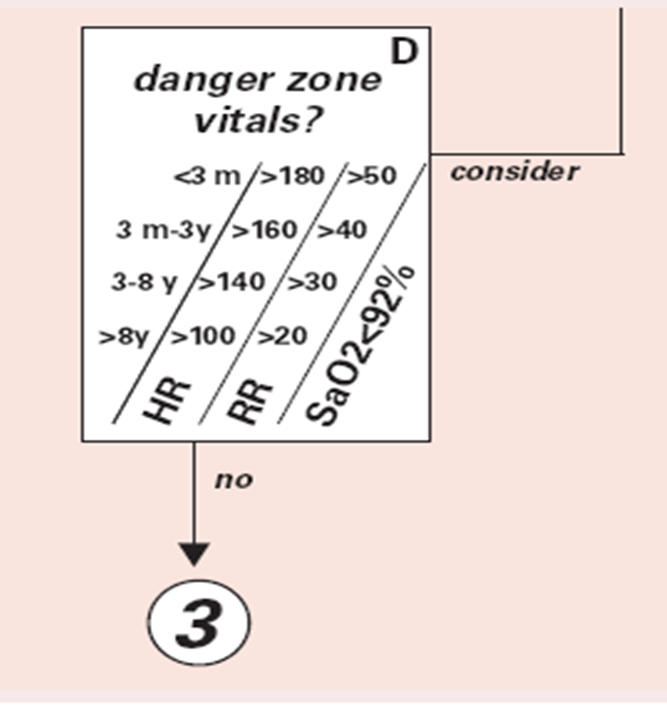 D
danger zone
vitals?
<3 m >180 >50
consider
3 m-3y >160 >40
3-8 y >140 >30
>8y >100 >20
HR RR SaO2<92%
no
3